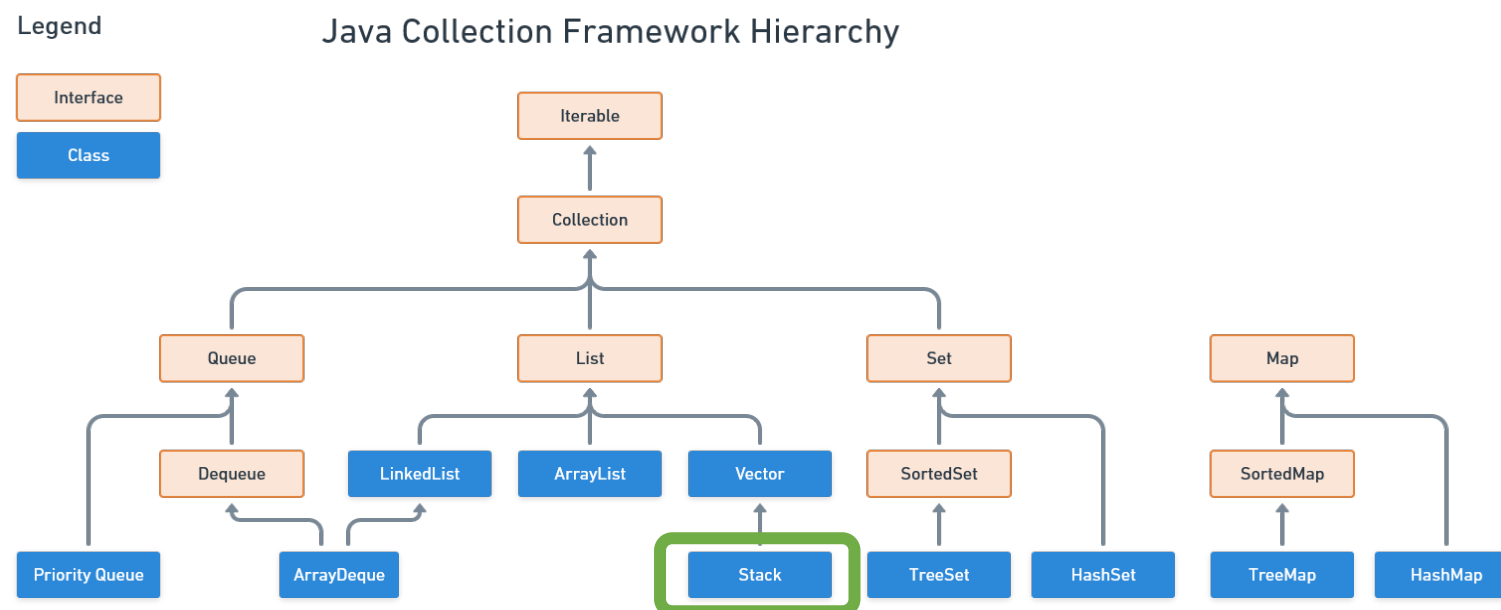 Legend
Java Collection Framework Hierarchy
Interface
Class
Iterable
Collection
Queue
List
Set
Map
Dequeue
LinkedList
ArrayList
Vector
SortedSet
SortedMap
Priority Queue
ArrayDeque
Stack
TreeSet
HashSet
TreeMap
HashMap